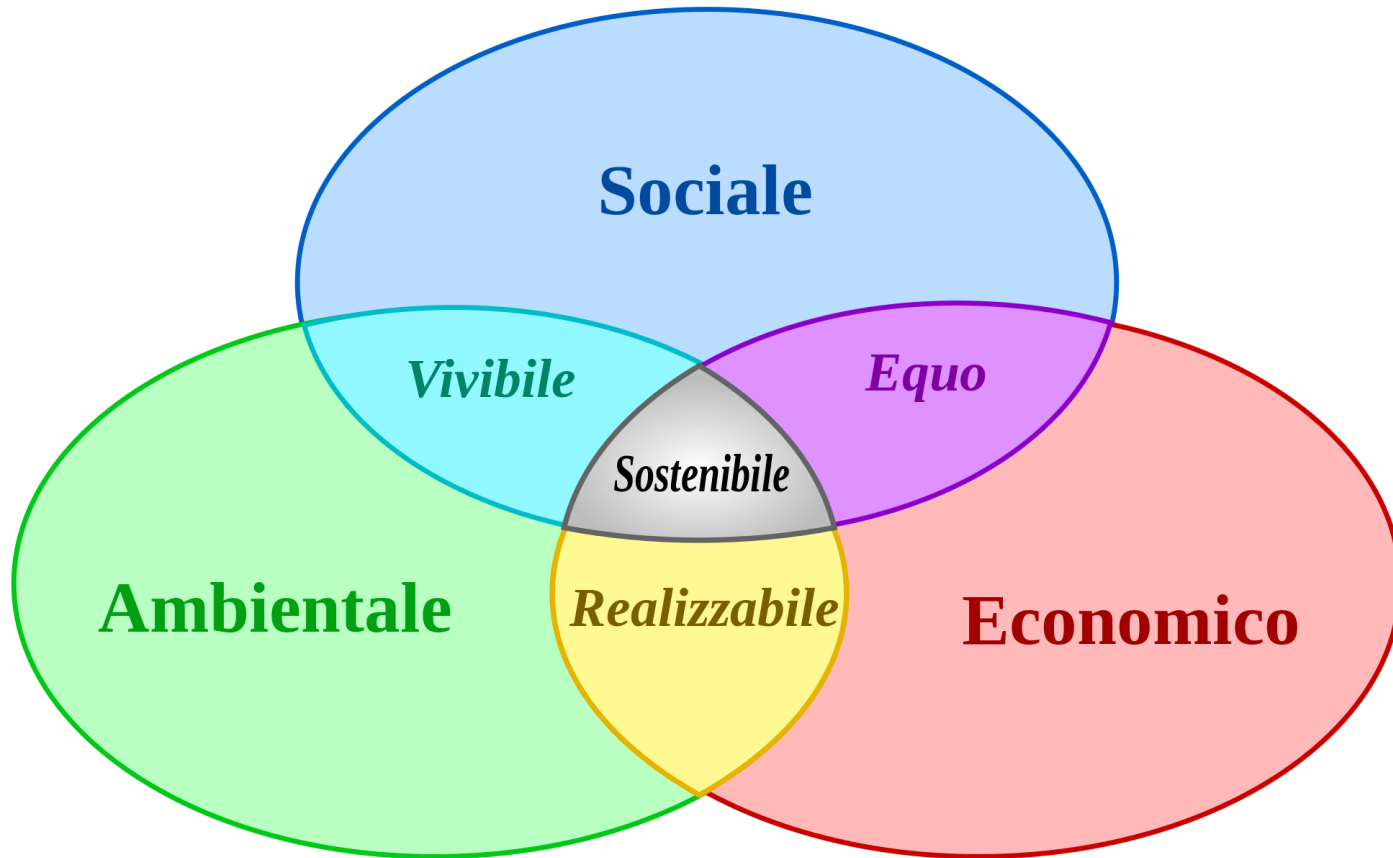 Sociale
Vivibile
Equo
Sostenibile
Ambientale
Realizzabile
Economico